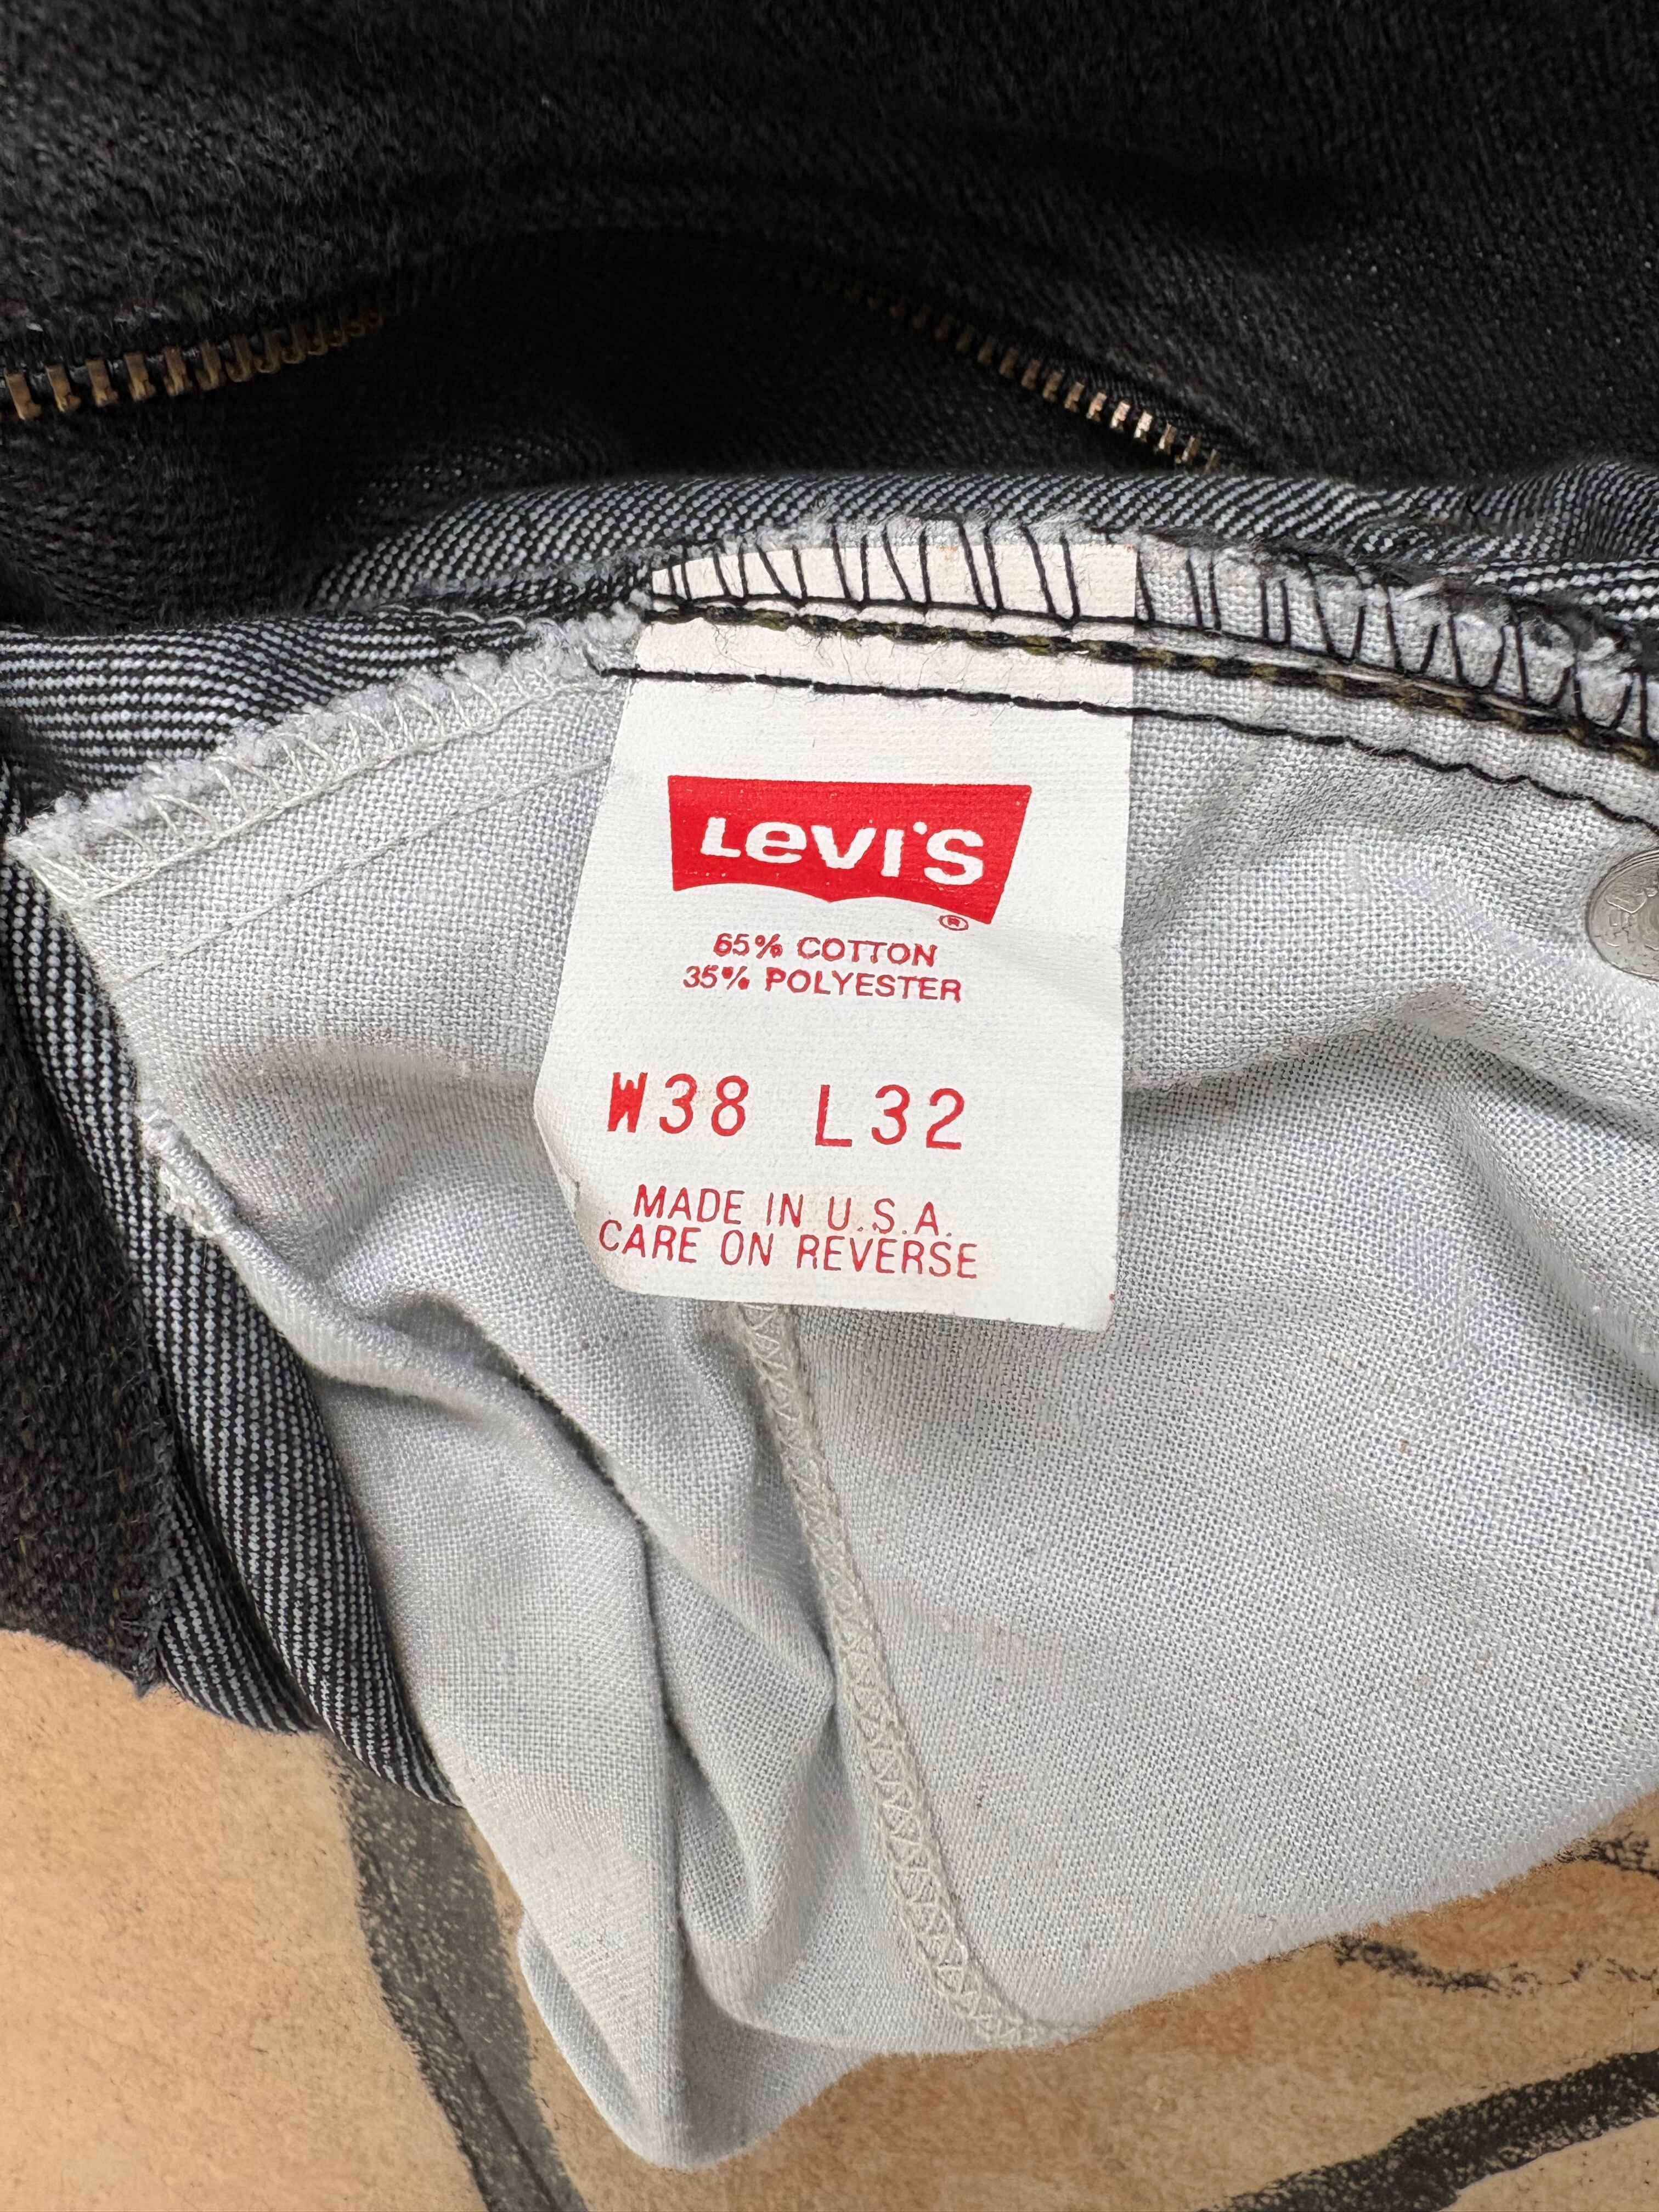 LEVI'S
®
65% COTTON
35% POLYESTER
W38 L32
MADE IN U.S.A.
CARE ON REVERSE